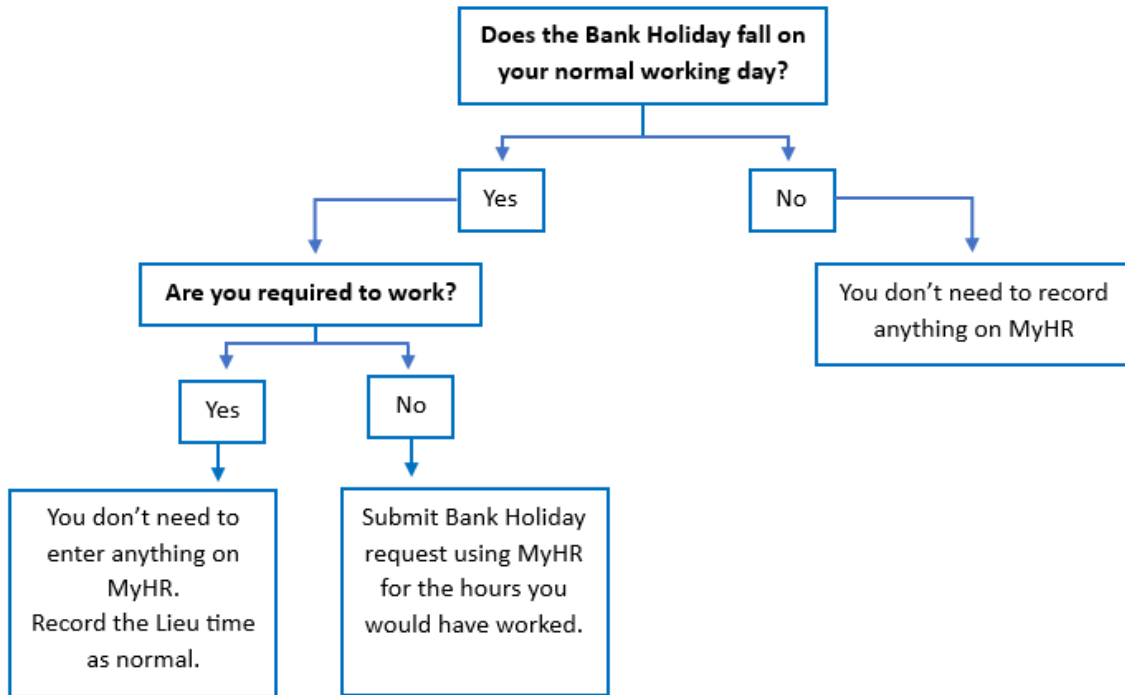 Does the Bank Holiday fall on
your normal working day?
Yes
No
Are you required to work?
You don’t need to record
anything on MyHR
Yes
No
You don’t need to
enter anything on
MyHR.
Record the Lieu time
as normal.
Submit Bank Holiday
request using MyHR
for the hours you
would have worked.